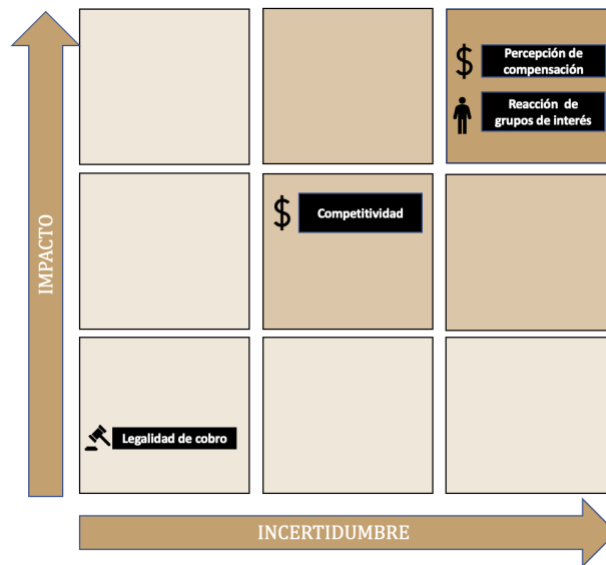 $
Percepción de
compensación
Reacción de
grupos de interés
IMPACTO
$
Competitividad
Legalidad de cobro
INCERTIDUMBRE